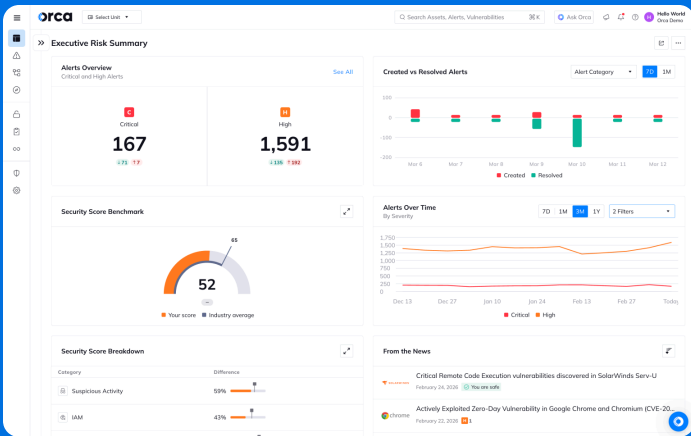 orca
Select Unit
Search Assets, Alerts, Vulnerabilities
⌘K
Ask Orca
H
Hello World
Orca Demo
Executive Risk Summary
Alerts Overview
Critical and High Alerts
See All
C
Critical
167
↓71 ↑7
H
High
1,591
↓135 ↑192
Created vs Resolved Alerts
Alert Category
7D 1M
100
0
-100
-200
Mar 6 Mar 7 Mar 8 Mar 9 Mar 10 Mar 11 Mar 12
Created Resolved
Security Score Benchmark
65
52
Your score Industry average
Alerts Over Time
By Severity
7D 1M 3M 1Y
2 Filters
1,750
1,500
1,250
1,000
750
500
250
0
Dec 13 Dec 27 Jan 10 Jan 24 Feb 13 Feb 27 Today
Critical High
Security Score Breakdown
Category Difference
Suspicious Activity 59%
IAM 43%
From the News
Critical Remote Code Execution vulnerabilities discovered in SolarWinds Serv-U
February 24, 2026 You are safe
chrome
Actively Exploited Zero-Day Vulnerability in Google Chrome and Chromium (CVE-20...
February 22, 2026 H 1